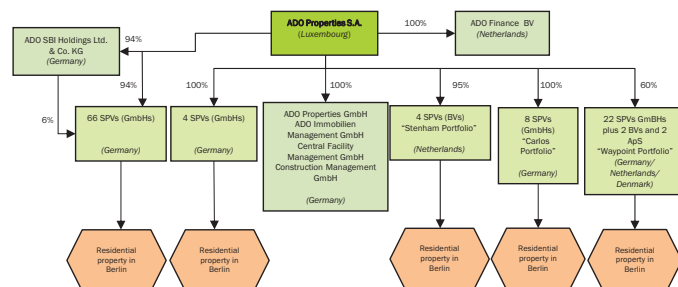 ADO Properties S.A.
(Luxembourg)
100%
ADO Finance BV
(Netherlands)
ADO SBI Holdings Ltd.
& Co. KG
(Germany)
94%
94%
100%
100%
95%
100%
60%
6%
66 SPVs (GmbHs)
(Germany)
4 SPVs (GmbHs)
(Germany)
ADO Properties GmbH
ADO Immobilien
Management GmbH
Central Facility
Management GmbH
Construction Management
GmbH
(Germany)
4 SPVs (BVs)
“Stenham Portfolio”
(Netherlands)
8 SPVs
(GmbHs)
“Carlos
Portfolio”
(Germany)
22 SPVs GmBHs
plus 2 BVs and 2
ApS
“Waypoint Portfolio”
(Germany/
Netherlands/
Denmark)
Residential
property in
Berlin
Residential
property in
Berlin
Residential
property in
Berlin
Residential
property in
Berlin
Residential
property in
Berlin